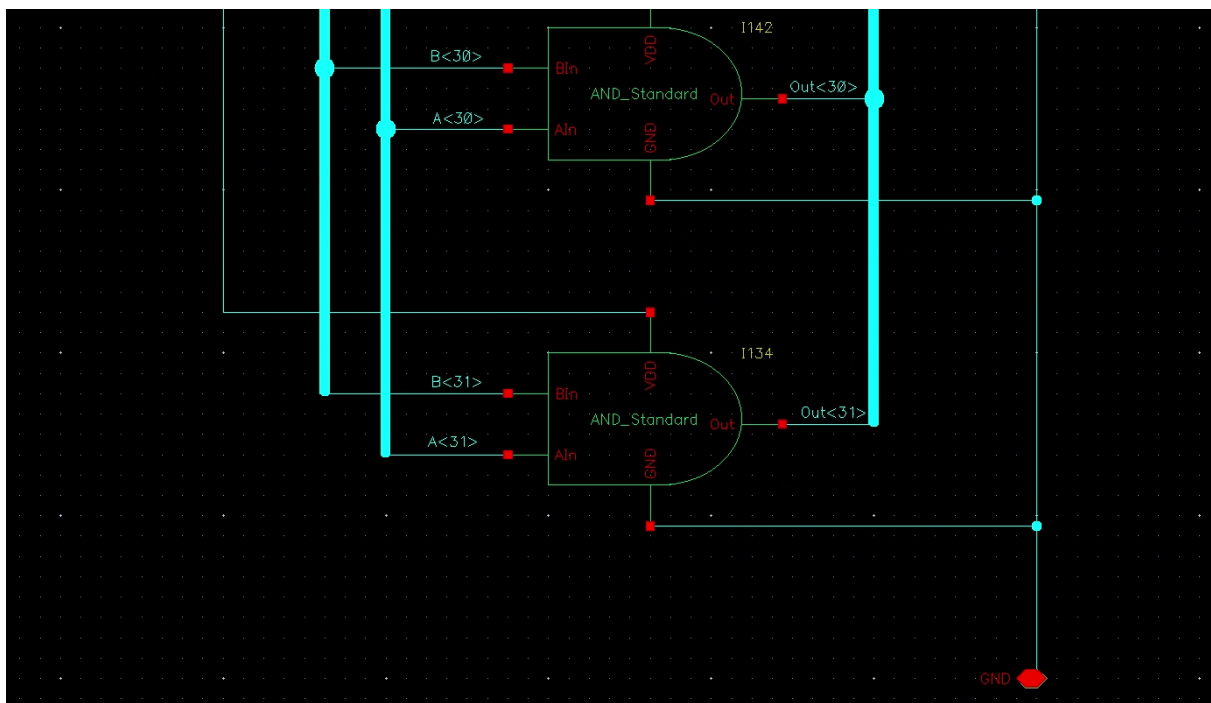 I142
VDD
B<30>
BIn
AND_Standard
Out
Out<30>
A<30>
AIn
GND
I134
VDD
B<31>
BIn
AND_Standard
Out
Out<31>
A<31>
AIn
GND
GND